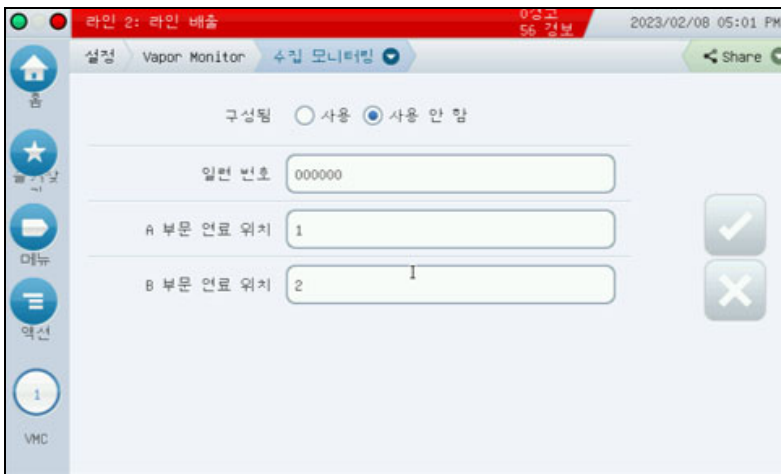 라인 2: 라인 배출
0경고
56 경보
2023/02/08 05:01 PM
설정
Vapor Monitor
수집 모니터링
Share
홈
구성됨
사용
사용 안 함
일련 번호
000000
A 부문 연료 위치
1
메뉴
B 부문 연료 위치
2
액션
1
VMC